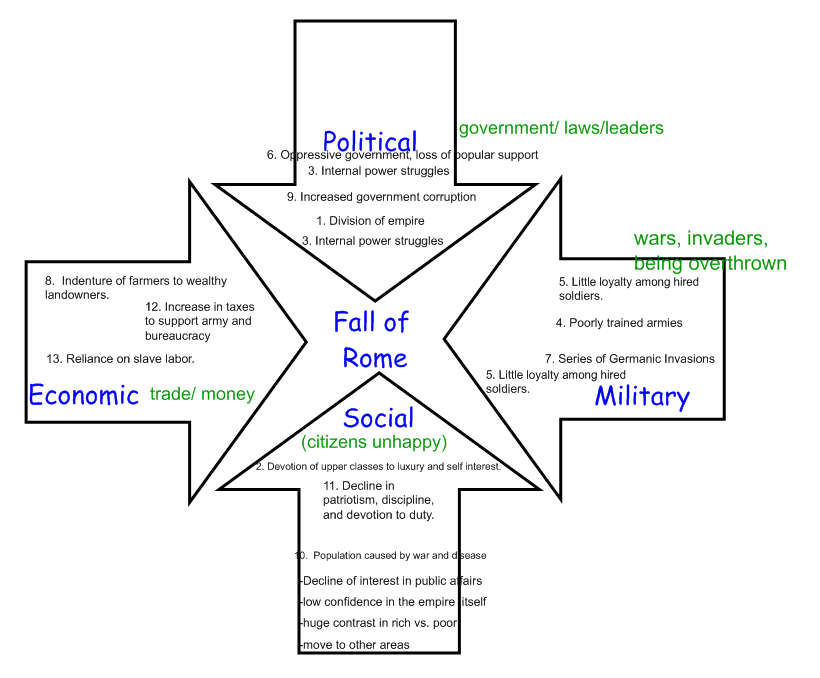 Political
government/ laws/leaders
6. Oppressive government, loss of popular support
3. Internal power struggles
9. Increased government corruption
1. Division of empire
3. Internal power struggles
8. Indenture of farmers to wealthy
landowners.
12. Increase in taxes
to support army and
bureaucracy
13. Reliance on slave labor.
Economic
trade/ money
Fall of
Rome
wars, invaders,
being overthrown
5. Little loyalty among hired
soldiers.
4. Poorly trained armies
7. Series of Germanic Invasions
5. Little loyalty among hired
soldiers.
Military
Social
(citizens unhappy)
2. Devotion of upper classes to luxury and self interest.
11. Decline in
patriotism, discipline,
and devotion to duty.
10. Population caused by war and disease
-Decline of interest in public affairs
-low confidence in the empire itself
-huge contrast in rich vs. poor
-move to other areas